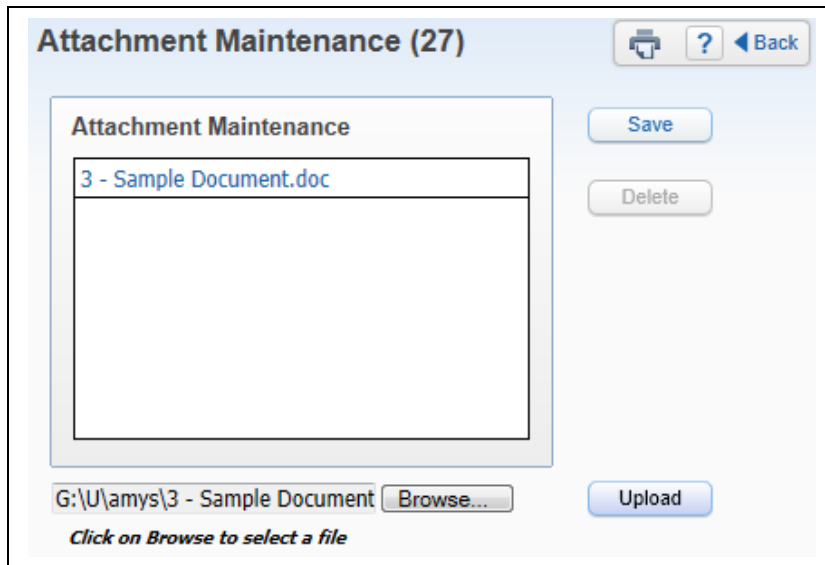 Attachment Maintenance (27)
? Back
Attachment Maintenance
Save
3 - Sample Document.doc
Delete
G:\U\amys\3 - Sample Document Browse... Upload
Click on Browse to select a file